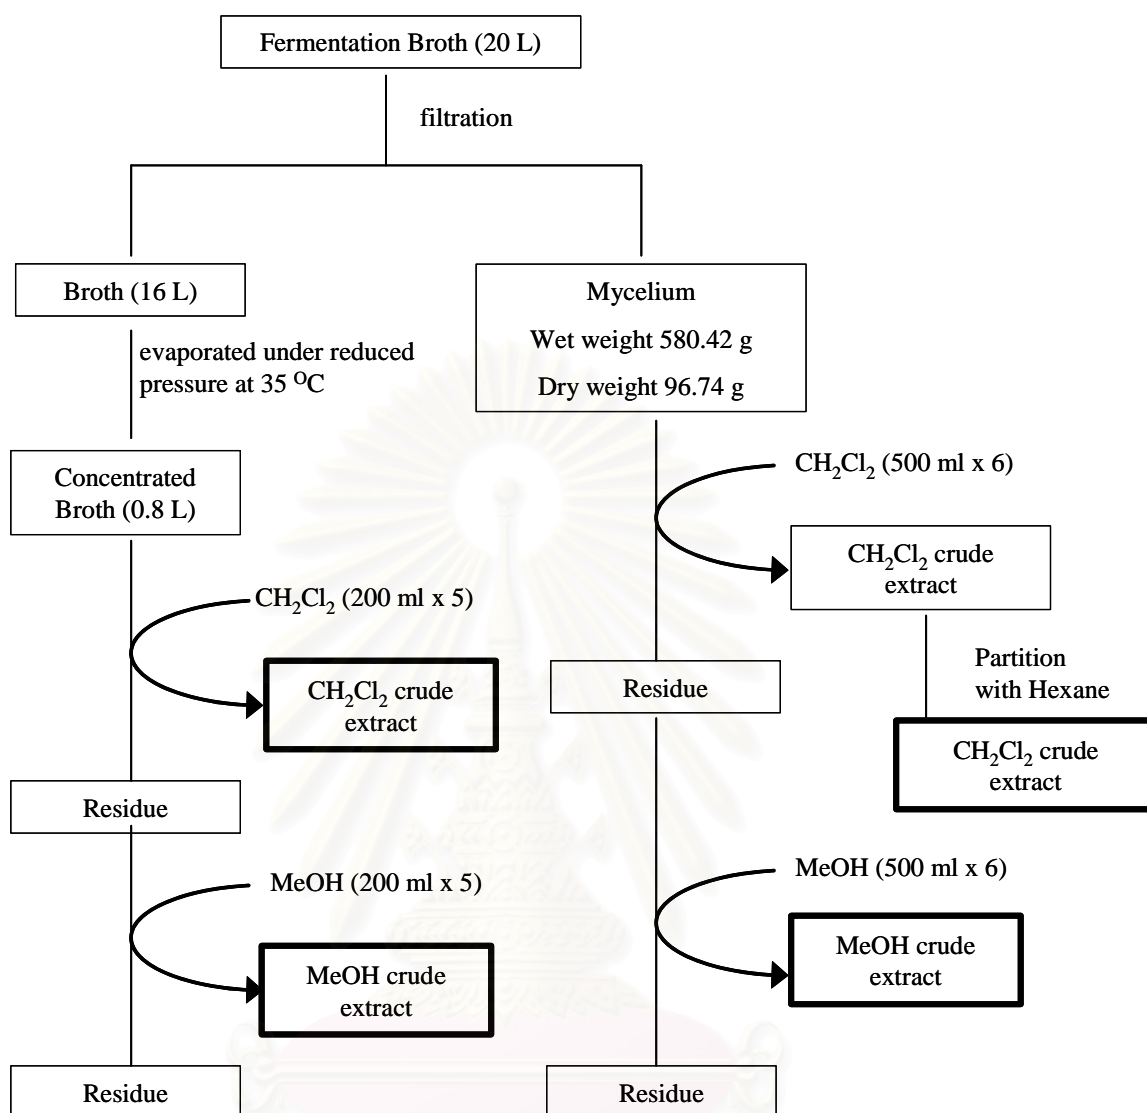 Fermentation Broth (20 L)
filtration
Broth (16 L)
evaporated under reduced
pressure at 35 ᴼC
Concentrated
Broth (0.8 L)
CH₂Cl₂ (200 ml x 5)
CH₂Cl₂ crude
extract
Residue
MeOH (200 ml x 5)
MeOH crude
extract
Residue
Mycelium
Wet weight 580.42 g
Dry weight 96.74 g
CH₂Cl₂ (500 ml x 6)
CH₂Cl₂ crude
extract
Partition
with Hexane
CH₂Cl₂ crude
extract
Residue
MeOH (500 ml x 6)
MeOH crude
extract
Residue